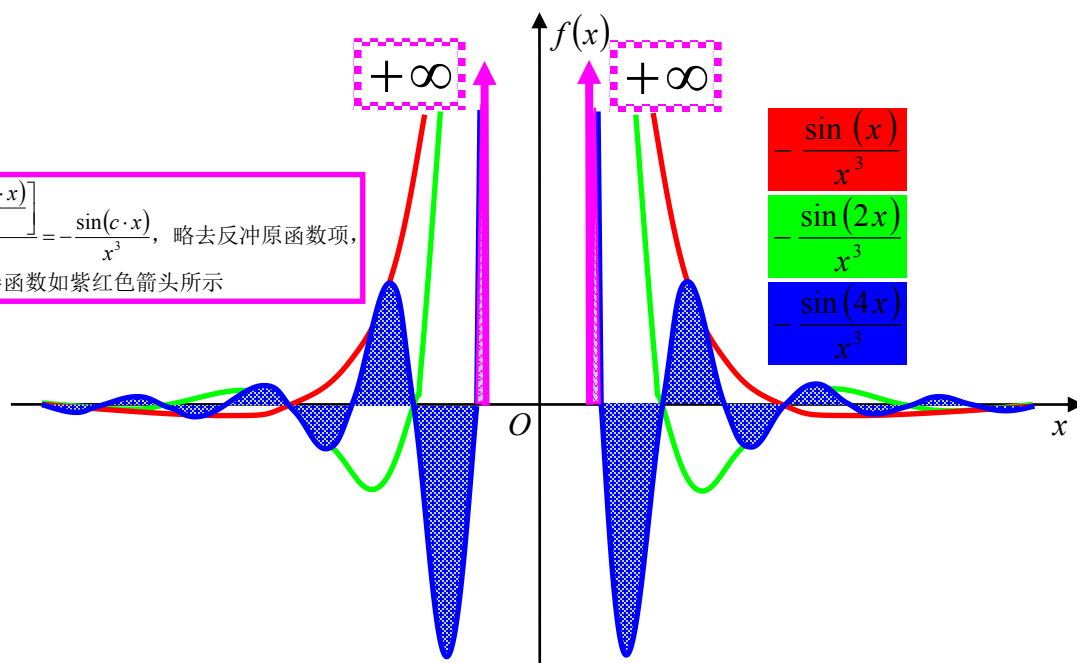 f(x)
+∞
+∞
− sin (x) / x³
− sin(2x) / x³
− sin(4x) / x³
· x) ] = − sin(c·x) / x³，略去反冲原函数项，
函数如紫红色箭头所示
O
x